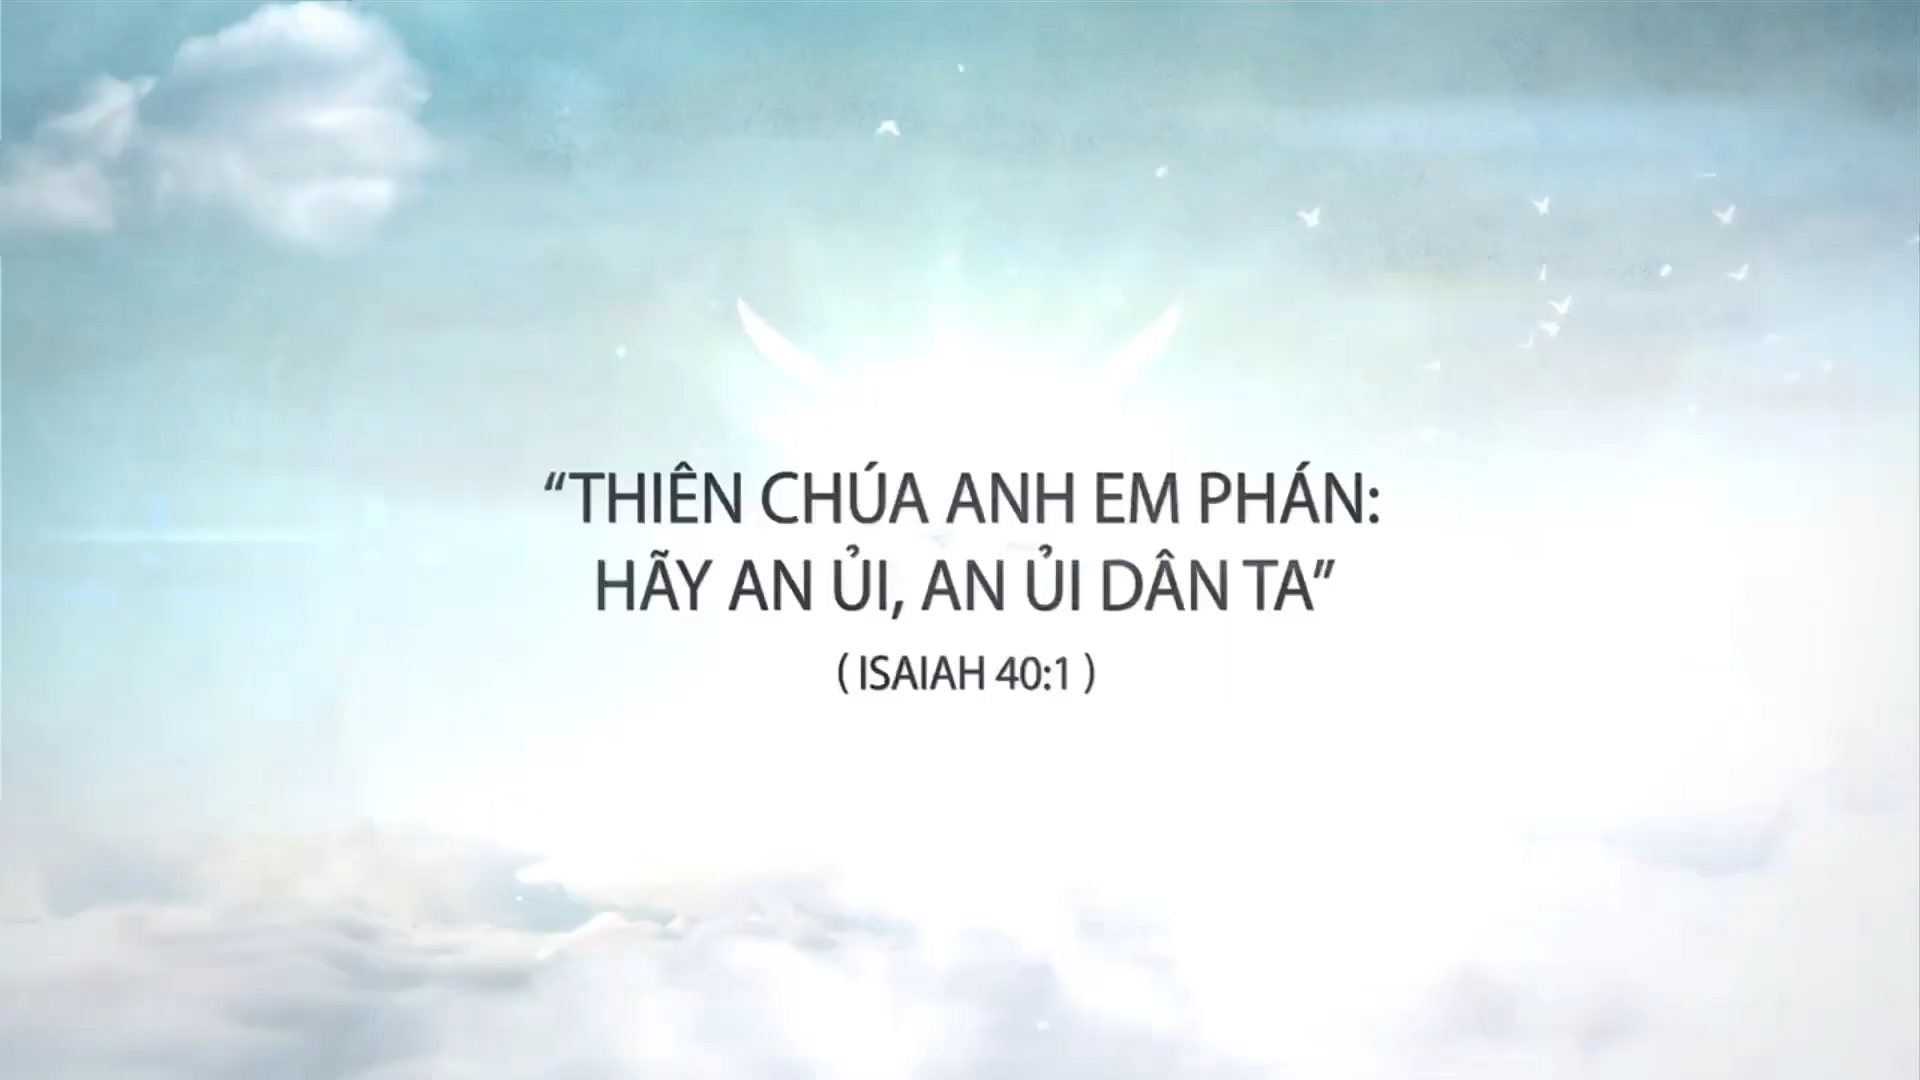 “THIÊN CHÚA ANH EM PHÁN:
HÃY AN ỦI, AN ỦI DÂN TA”
( ISAIAH 40:1 )